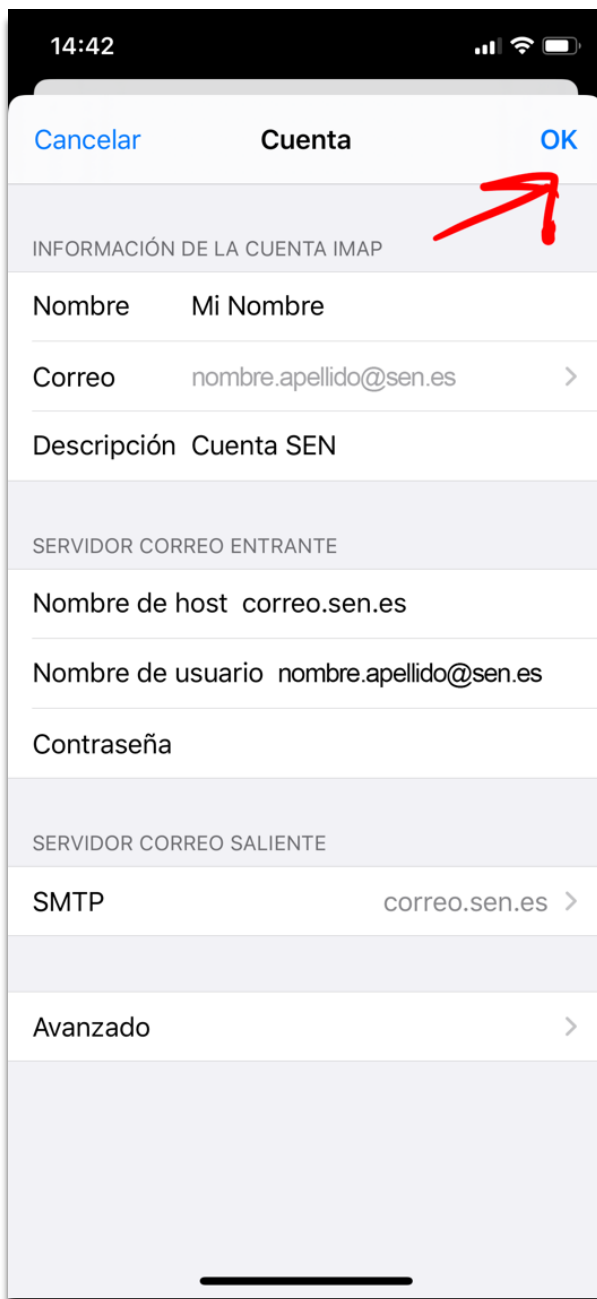 14:42
Cancelar Cuenta OK
INFORMACIÓN DE LA CUENTA IMAP
Nombre Mi Nombre
Correo nombre.apellido@sen.es
Descripción Cuenta SEN
SERVIDOR CORREO ENTRANTE
Nombre de host correo.sen.es
Nombre de usuario nombre.apellido@sen.es
Contraseña
SERVIDOR CORREO SALIENTE
SMTP correo.sen.es
Avanzado